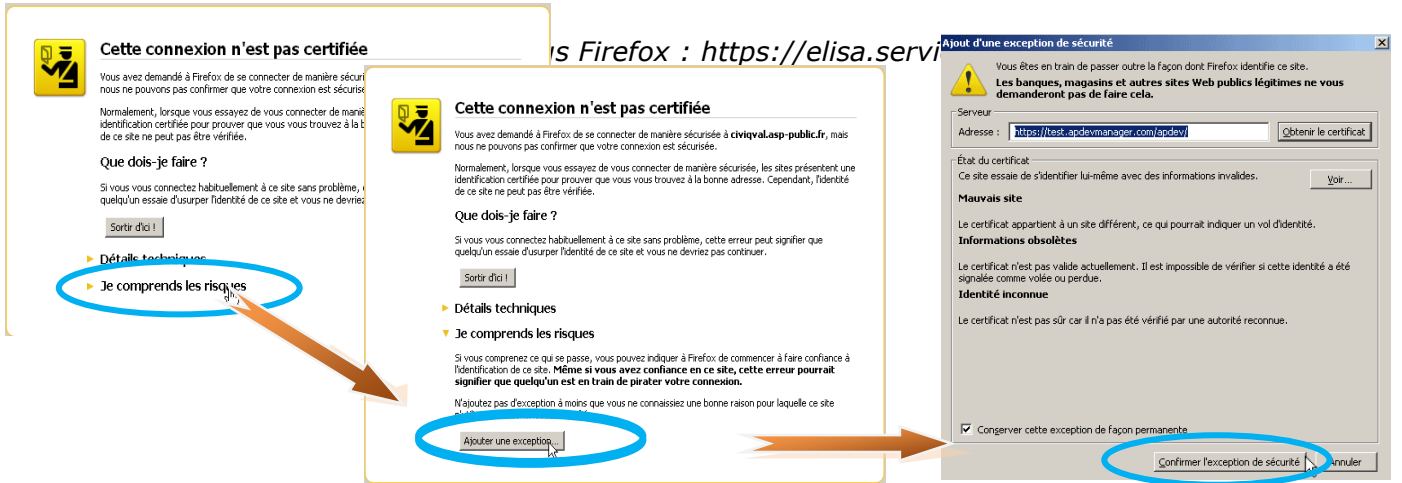 us Firefox : https://elisa.servi
Cette connexion n'est pas certifiée
Vous avez demandé à Firefox de se connecter de manière
nous ne pouvons pas confirmer que votre connexion est
Normalement, lorsque vous essayez de vous connecter de
identification certifiée pour prouver que vous vous trouvez à la
de ce site ne peut pas être vérifiée.
Que dois-je faire ?
Si vous vous connectez habituellement à ce site sans problème,
quelqu'un essaie d'usurper l'identité de ce site et vous ne devriez
Sortir d'ici !
Détails techniques
Je comprends les risques
Cette connexion n'est pas certifiée
Vous avez demandé à Firefox de se connecter de manière sécurisée à civiqval.asp-public.fr, mais
nous ne pouvons pas confirmer que votre connexion est sécurisée.
Normalement, lorsque vous essayez de vous connecter de manière sécurisée, les sites présentent une
identification certifiée pour prouver que vous vous trouvez à la bonne adresse. Cependant, l'identité
de ce site ne peut pas être vérifiée.
Que dois-je faire ?
Si vous vous connectez habituellement à ce site sans problème, cette erreur peut signifier que
quelqu'un essaie d'usurper l'identité de ce site et vous ne devriez pas continuer.
Sortir d'ici !
Détails techniques
Je comprends les risques
Si vous comprenez ce qui se passe, vous pouvez indiquer à Firefox de commencer à faire confiance à
l'identification de ce site. Même si vous avez confiance en ce site, cette erreur pourrait
signifier que quelqu'un est en train de pirater votre connexion.
N'ajoutez pas d'exception à moins que vous ne connaissiez une bonne raison pour laquelle ce site
Ajouter une exception...
Ajout d'une exception de sécurité
Vous êtes en train de passer outre la façon dont Firefox identifie ce site.
Les banques, magasins et autres sites Web publics légitimes ne vous
demanderont pas de faire cela.
Serveur
Adresse : https://test.apdevmanager.com/apdev/ Obtenir le certificat
État du certificat
Ce site essaie de s'identifier lui-même avec des informations invalides. Voir...
Mauvais site
Le certificat appartient à un site différent, ce qui pourrait indiquer un vol d'identité.
Informations obsolètes
Le certificat n'est pas valide actuellement. Il est impossible de vérifier si cette identité a été
signalée comme volée ou perdue.
Identité inconnue
Le certificat n'est pas sûr car il n'a pas été vérifié par une autorité reconnue.
Conserver cette exception de façon permanente
Confirmer l'exception de sécurité Annuler